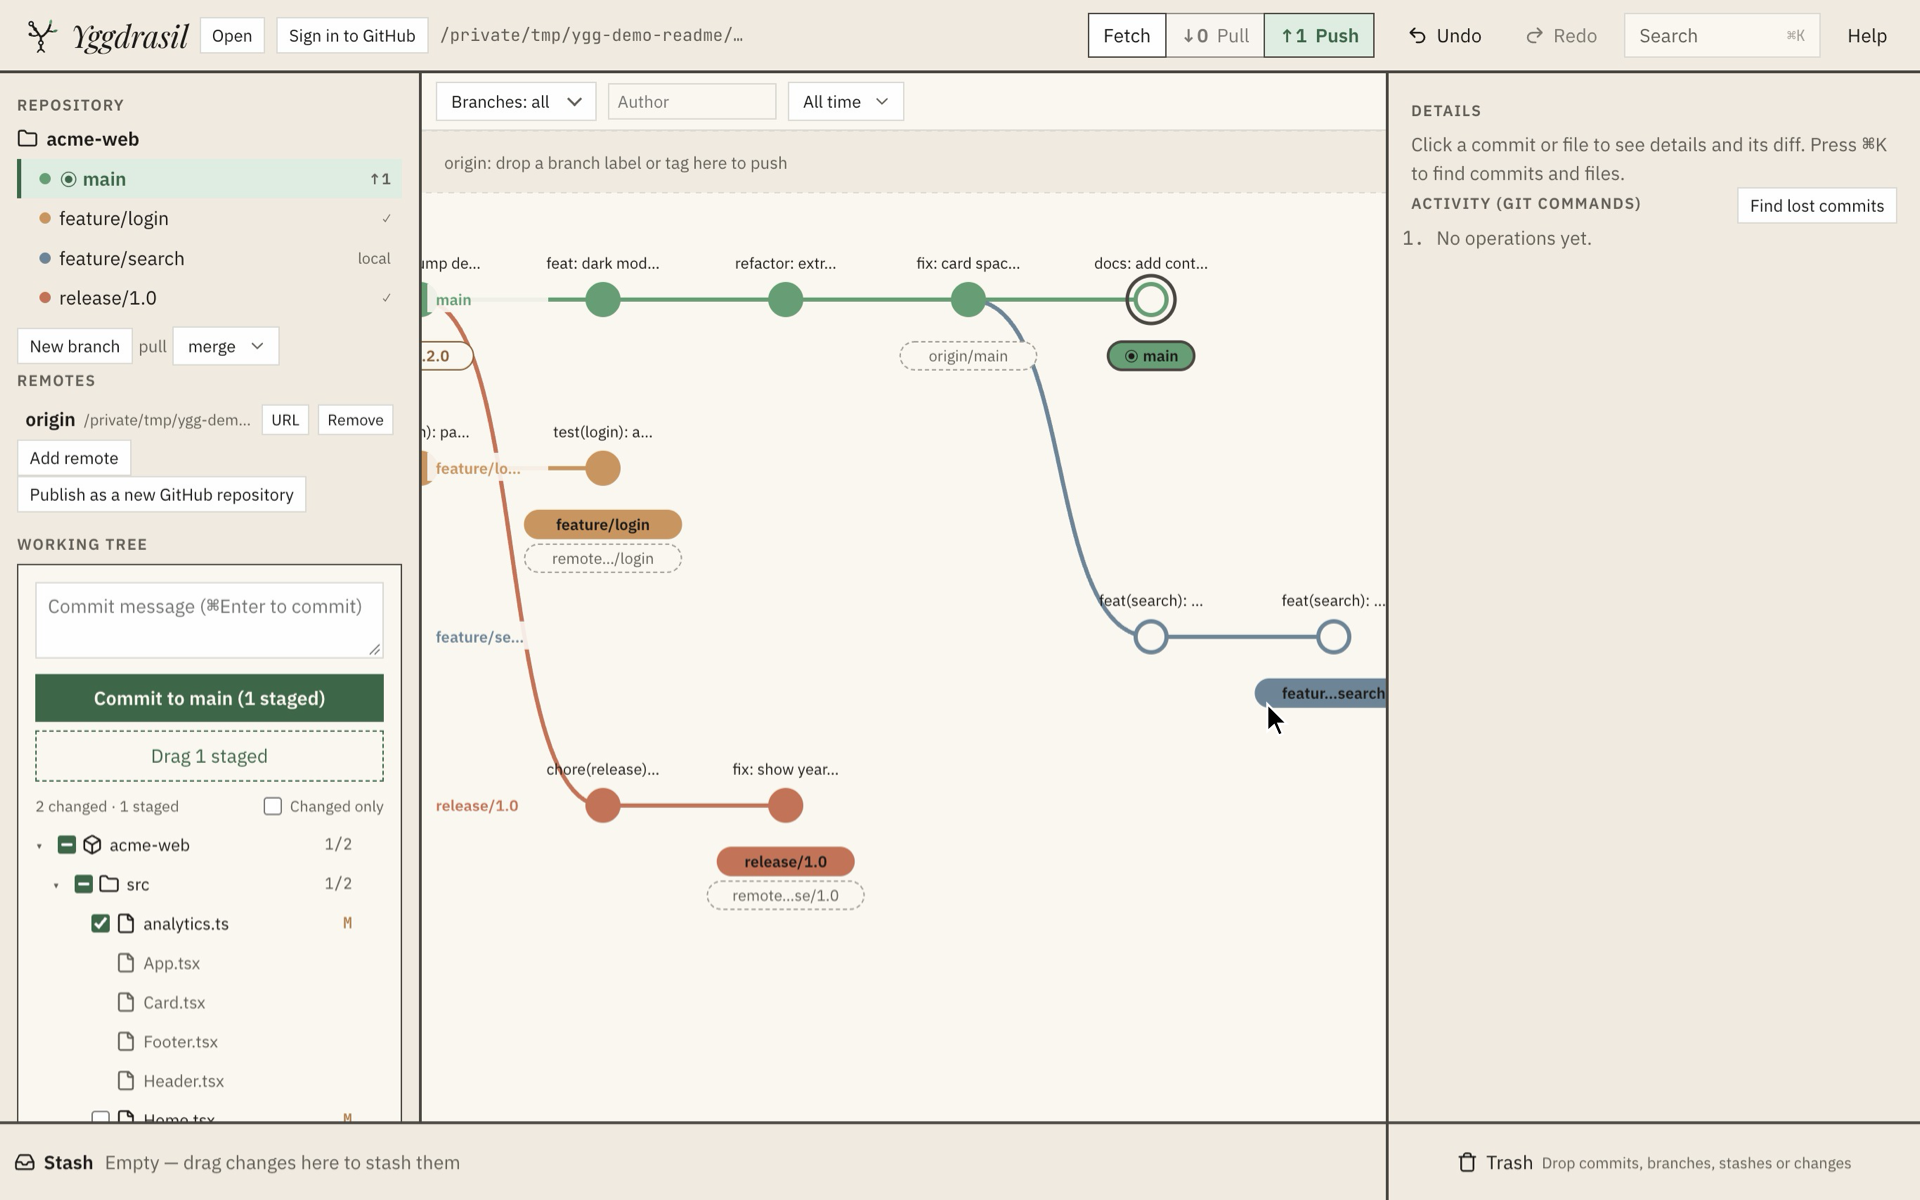 Yggdrasil
Open
Sign in to GitHub
/private/tmp/ygg-demo-readme/…
Fetch
↓0 Pull
↑1 Push
Undo
Redo
Search ⌘K
Help
REPOSITORY
acme-web
main ↑1
feature/login ✓
feature/search local
release/1.0 ✓
New branch pull merge
REMOTES
origin /private/tmp/ygg-dem… URL Remove
Add remote
Publish as a new GitHub repository
WORKING TREE
Commit message (⌘Enter to commit)
Commit to main (1 staged)
Drag 1 staged
2 changed · 1 staged Changed only
acme-web 1/2
src 1/2
analytics.ts M
App.tsx
Card.tsx
Footer.tsx
Header.tsx
Home.tsx M
Branches: all
Author
All time
origin: drop a branch label or tag here to push
ump de… feat: dark mod… refactor: extr… fix: card spac… docs: add cont…
main
.2.0 origin/main main
): pa… test(login): a…
feature/lo…
feature/login
remote…/login
feat(search): … feat(search): …
feature/se…
featur…search
chore(release)… fix: show year…
release/1.0
release/1.0
remote…se/1.0
DETAILS
Click a commit or file to see details and its diff. Press ⌘K
to find commits and files.
ACTIVITY (GIT COMMANDS) Find lost commits
1. No operations yet.
Stash Empty — drag changes here to stash them
Trash Drop commits, branches, stashes or changes